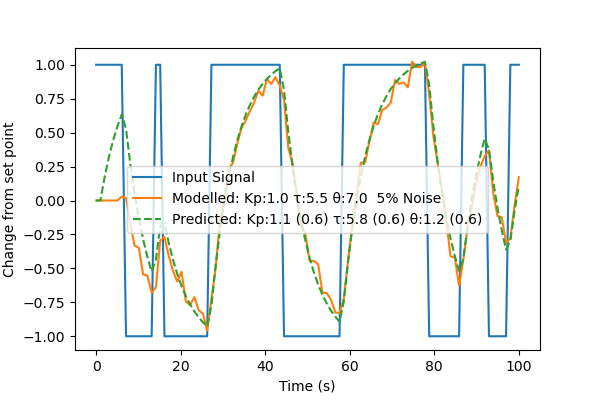 1.00
0.75
0.50
0.25
0.00
−0.25
−0.50
−0.75
−1.00
Change from set point
Input Signal
Modelled: Kp:1.0 τ:5.5 θ:7.0  5% Noise
Predicted: Kp:1.1 (0.6) τ:5.8 (0.6) θ:1.2 (0.6)
0 20 40 60 80 100
Time (s)